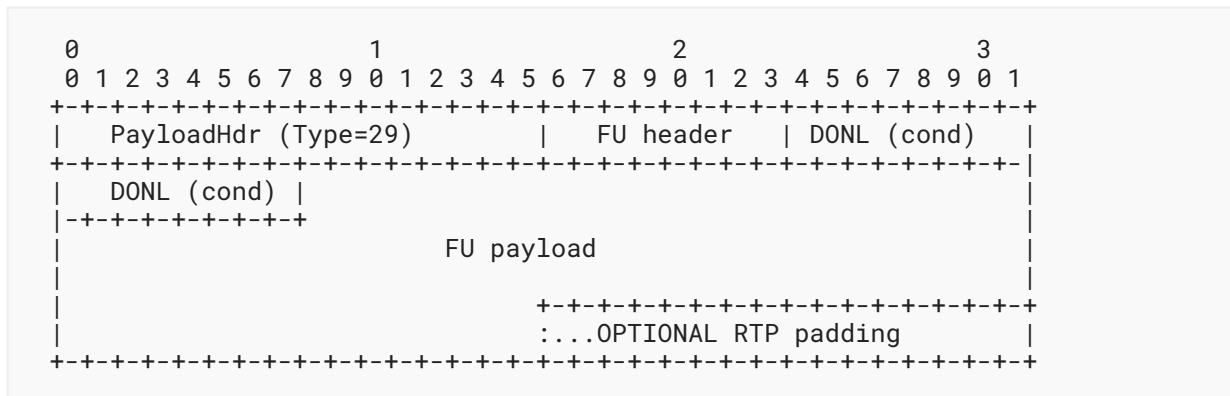 0                   1                   2                   3
 0 1 2 3 4 5 6 7 8 9 0 1 2 3 4 5 6 7 8 9 0 1 2 3 4 5 6 7 8 9 0 1
+-+-+-+-+-+-+-+-+-+-+-+-+-+-+-+-+-+-+-+-+-+-+-+-+-+-+-+-+-+-+-+-+
|   PayloadHdr (Type=29)        |   FU header   | DONL (cond)   |
+-+-+-+-+-+-+-+-+-+-+-+-+-+-+-+-+-+-+-+-+-+-+-+-+-+-+-+-+-+-+-+-|
|   DONL (cond) |                                               |
|-+-+-+-+-+-+-+-+                                               |
|                         FU payload                            |
|                                                               |
|                               +-+-+-+-+-+-+-+-+-+-+-+-+-+-+-+-+
|                               :...OPTIONAL RTP padding        |
+-+-+-+-+-+-+-+-+-+-+-+-+-+-+-+-+-+-+-+-+-+-+-+-+-+-+-+-+-+-+-+-+